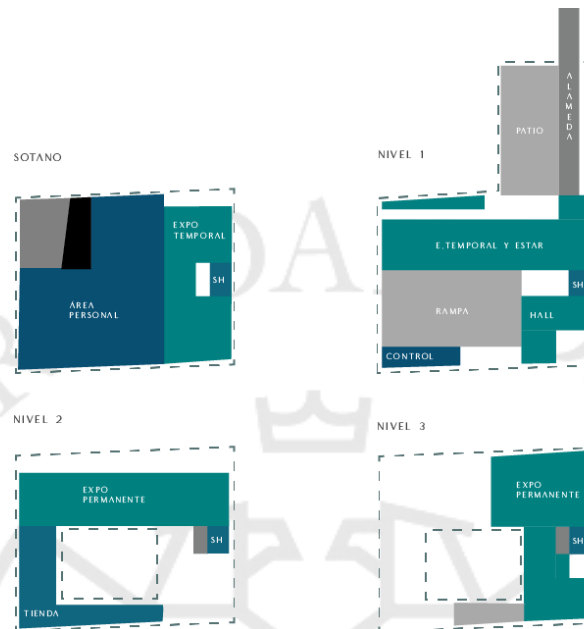 SOTANO
EXPO
TEMPORAL
SH
ÁREA
PERSONAL
NIVEL 1
ALAMEDA
PATIO
E.TEMPORAL Y ESTAR
SH
RAMPA
HALL
CONTROL
NIVEL 2
EXPO
PERMANENTE
SH
TIENDA
NIVEL 3
EXPO
PERMANENTE
SH